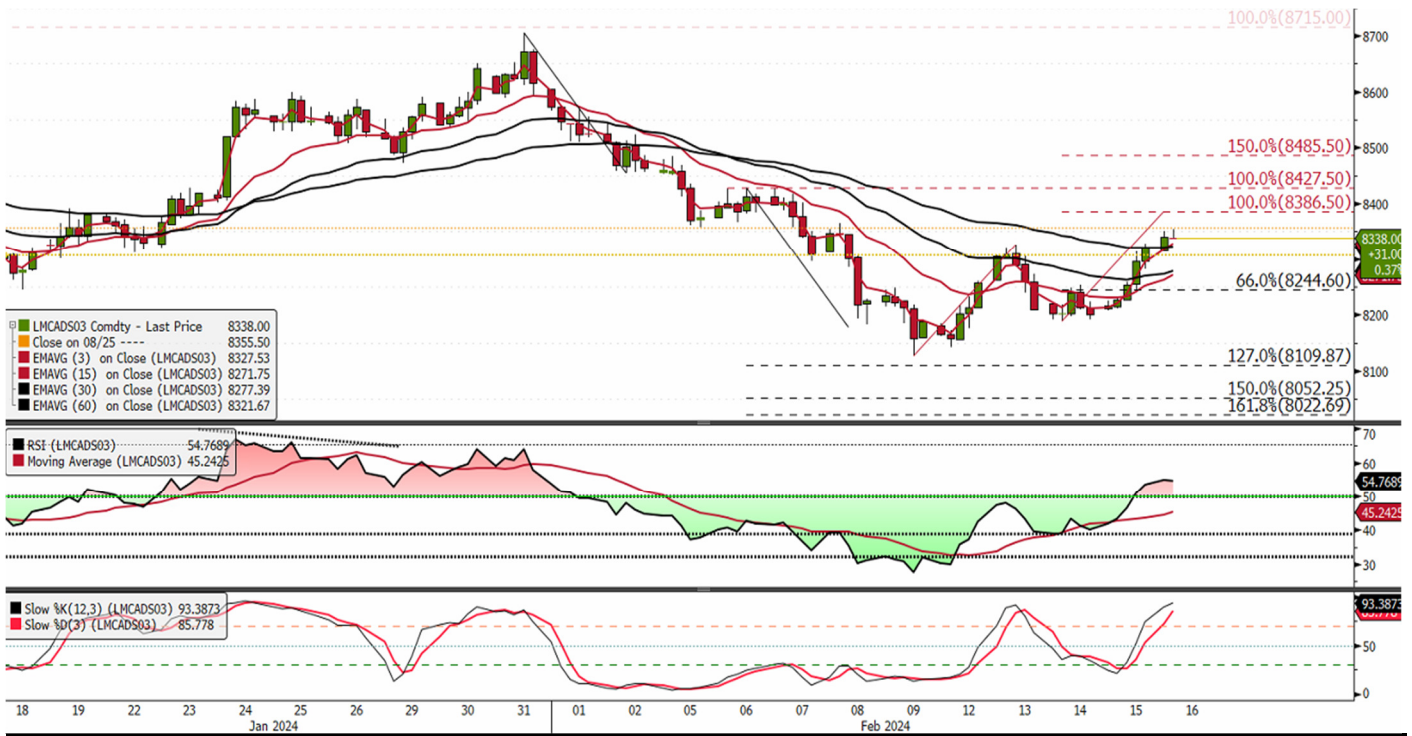 100.0%(8715.00)
8700
8600
8500
150.0%(8485.50)
100.0%(8427.50)
8400
100.0%(8386.50)
8338.00
+31.00
0.37%
66.0%(8244.60)
8200
127.0%(8109.87)
8100
150.0%(8052.25)
161.8%(8022.69)
LMCADS03 Comdty - Last Price 8338.00
Close on 08/25 ---- 8355.50
EMAVG (3) on Close (LMCADS03) 8327.53
EMAVG (15) on Close (LMCADS03) 8271.75
EMAVG (30) on Close (LMCADS03) 8277.39
EMAVG (60) on Close (LMCADS03) 8321.67
RSI (LMCADS03) 54.7689
Moving Average (LMCADS03) 45.2425
70
60
54.7689
50
45.2425
40
30
Slow %K(12,3) (LMCADS03) 93.3873
Slow %D(3) (LMCADS03) 85.778
93.3873
50
0
18 19 22 23 24 25 26 29 30 31 01 02 05 06 07 08 09 12 13 14 15 16
Jan 2024 Feb 2024